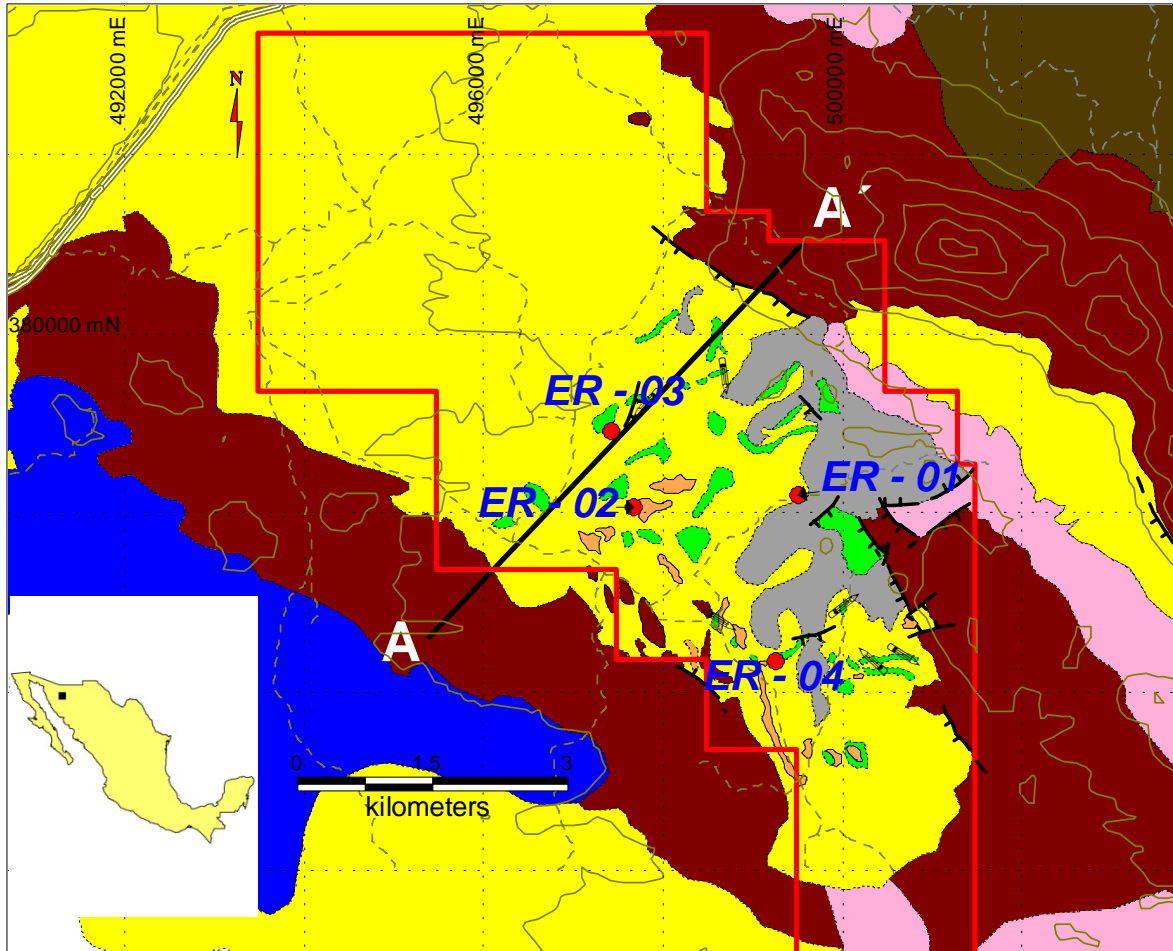 492000 mE
496000 mE
500000 mE
N
A´
380000 mN
ER - 03
ER - 01
ER - 02
A
ER - 04
0 1.5 3
kilometers